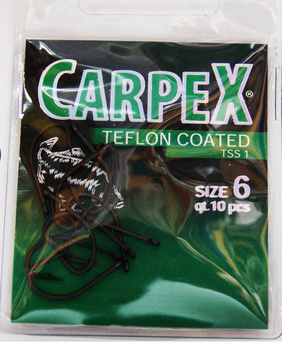 CARPEX®
TEFLON COATED
TSS 1
SIZE 6
qt. 10 pcs